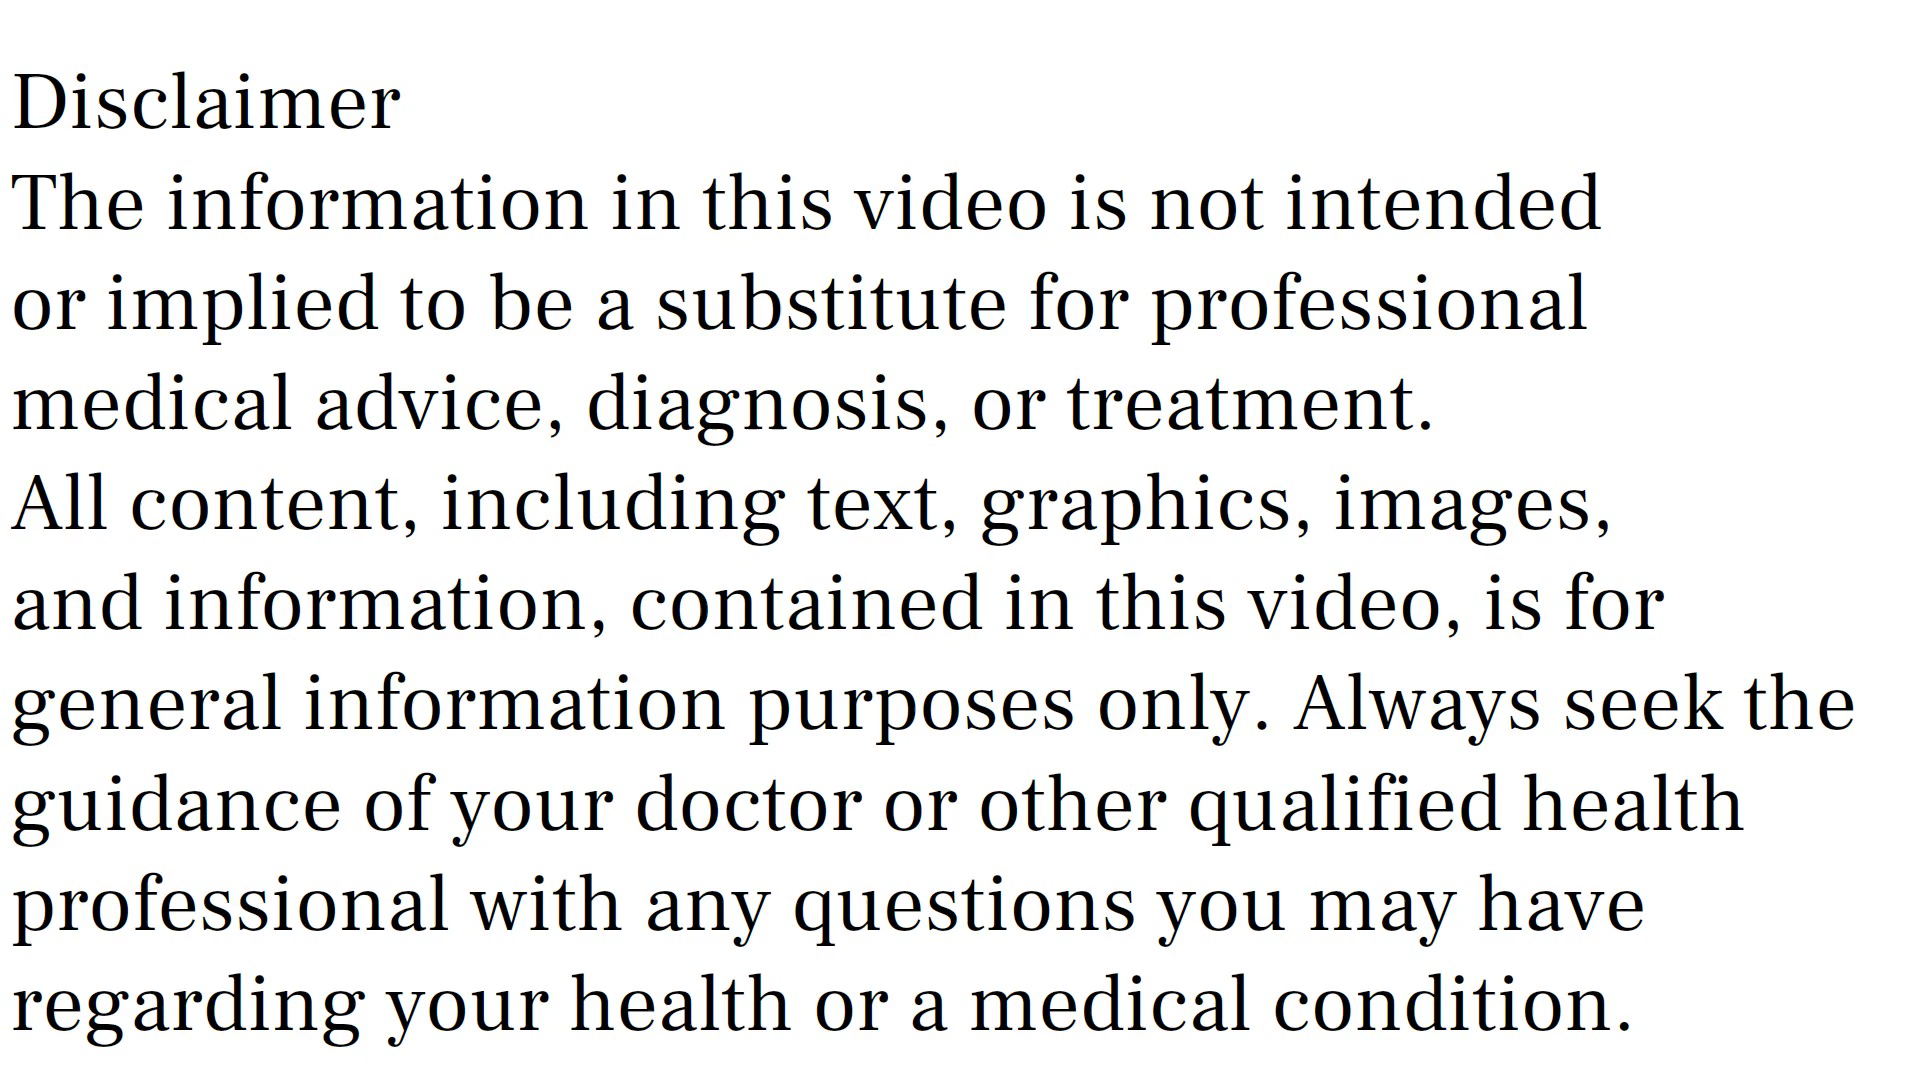 Disclaimer
The information in this video is not intended
or implied to be a substitute for professional
medical advice, diagnosis, or treatment.
All content, including text, graphics, images,
and information, contained in this video, is for
general information purposes only. Always seek the
guidance of your doctor or other qualified health
professional with any questions you may have
regarding your health or a medical condition.